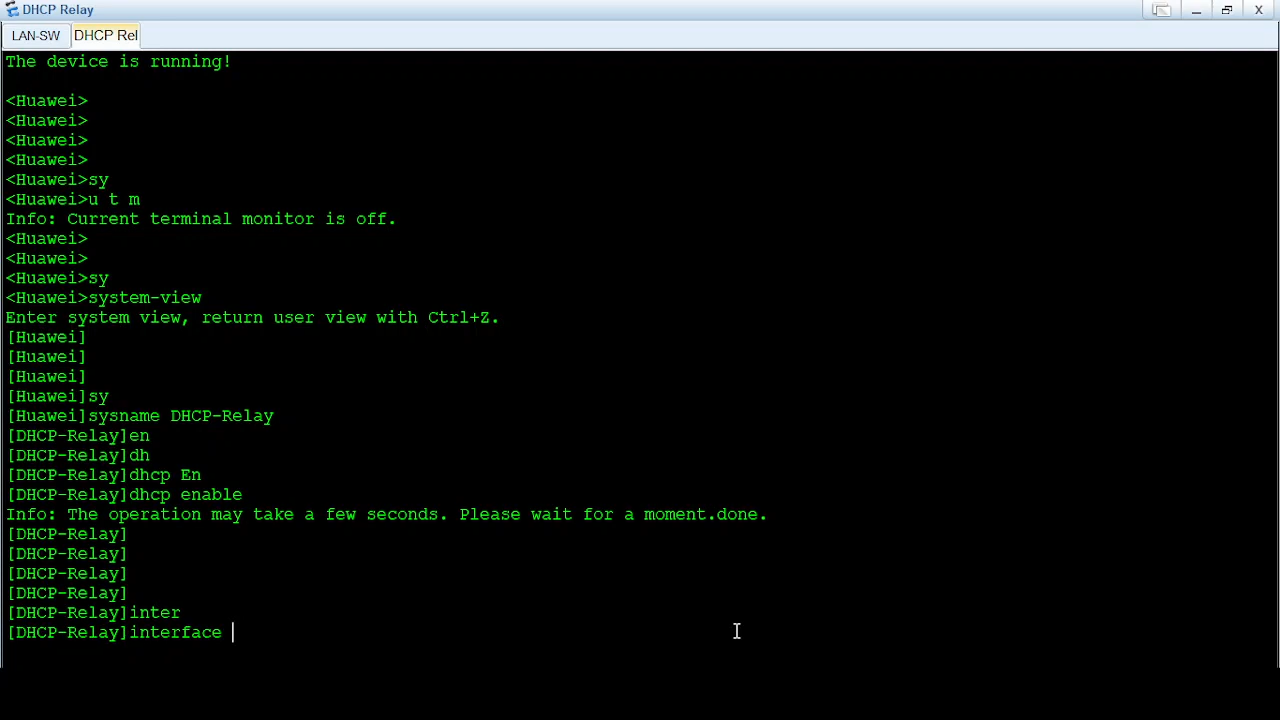 DHCP Relay
LAN-SW DHCP Rel
The device is running!
<Huawei>
<Huawei>
<Huawei>
<Huawei>
<Huawei>sy
<Huawei>u t m
Info: Current terminal monitor is off.
<Huawei>
<Huawei>
<Huawei>sy
<Huawei>system-view
Enter system view, return user view with Ctrl+Z.
[Huawei]
[Huawei]
[Huawei]
[Huawei]sy
[Huawei]sysname DHCP-Relay
[DHCP-Relay]en
[DHCP-Relay]dh
[DHCP-Relay]dhcp En
[DHCP-Relay]dhcp enable
Info: The operation may take a few seconds. Please wait for a moment.done.
[DHCP-Relay]
[DHCP-Relay]
[DHCP-Relay]
[DHCP-Relay]
[DHCP-Relay]inter
[DHCP-Relay]interface